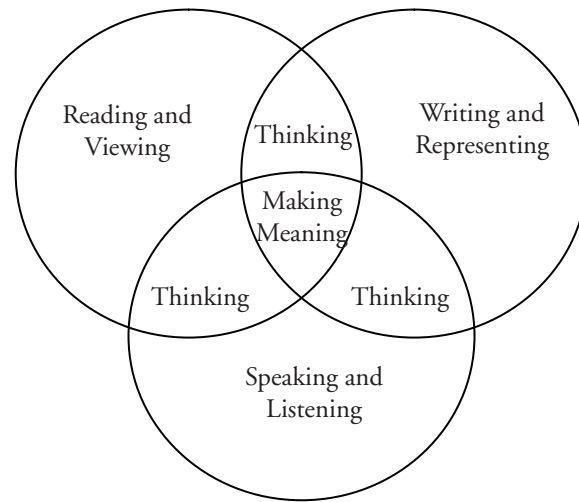 Reading and
Viewing
Thinking
Writing and
Representing
Making
Meaning
Thinking
Thinking
Speaking and
Listening